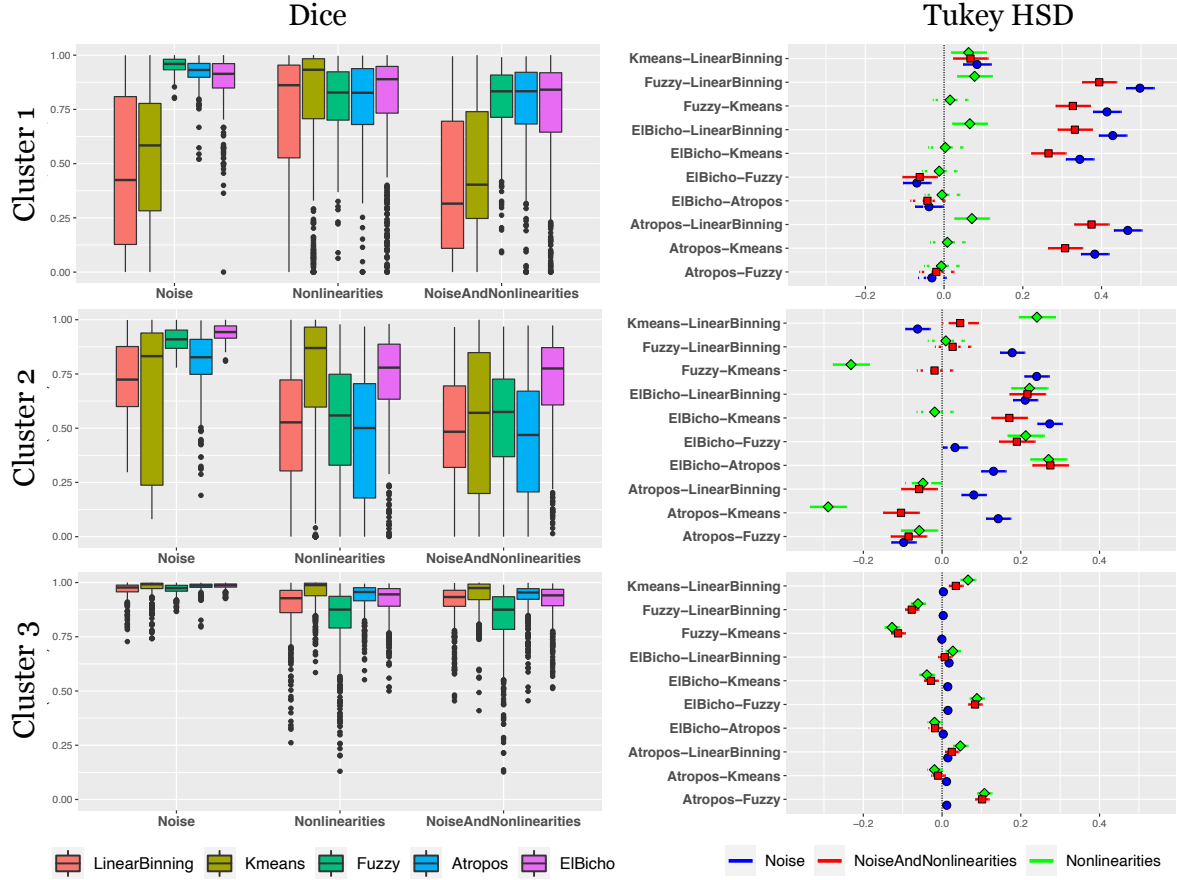 Dice
Tukey HSD
Cluster 1
1.00
0.75
0.50
0.25
0.00
Noise
Nonlinearities
NoiseAndNonlinearities
Kmeans−LinearBinning
Fuzzy−LinearBinning
Fuzzy−Kmeans
ElBicho−LinearBinning
ElBicho−Kmeans
ElBicho−Fuzzy
ElBicho−Atropos
Atropos−LinearBinning
Atropos−Kmeans
Atropos−Fuzzy
−0.2
0.0
0.2
0.4
Cluster 2
1.00
0.75
0.50
0.25
0.00
Noise
Nonlinearities
NoiseAndNonlinearities
Kmeans−LinearBinning
Fuzzy−LinearBinning
Fuzzy−Kmeans
ElBicho−LinearBinning
ElBicho−Kmeans
ElBicho−Fuzzy
ElBicho−Atropos
Atropos−LinearBinning
Atropos−Kmeans
Atropos−Fuzzy
−0.2
0.0
0.2
0.4
Cluster 3
1.00
0.75
0.50
0.25
0.00
Noise
Nonlinearities
NoiseAndNonlinearities
Kmeans−LinearBinning
Fuzzy−LinearBinning
Fuzzy−Kmeans
ElBicho−LinearBinning
ElBicho−Kmeans
ElBicho−Fuzzy
ElBicho−Atropos
Atropos−LinearBinning
Atropos−Kmeans
Atropos−Fuzzy
−0.2
0.0
0.2
0.4
LinearBinning Kmeans Fuzzy Atropos ElBicho
Noise NoiseAndNonlinearities Nonlinearities